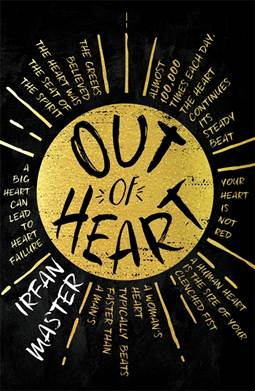 OUT
OF
HEART
IRFAN
MASTER
THE GREEKS
BELIEVED
THE HEART WAS
THE SEAT OF
THE SPIRIT
ALMOST
100,000
TIMES EACH DAY,
THE HEART
CONTINUES
ITS
STEADY
BEAT
YOUR
HEART
IS
NOT
RED
A HUMAN HEART
IS THE SIZE OF YOUR
CLENCHED FIST
A WOMAN'S
HEART
TYPICALLY BEATS
FASTER THAN
A MAN'S
A
BIG
HEART
CAN
LEAD
TO
HEART
FAILURE